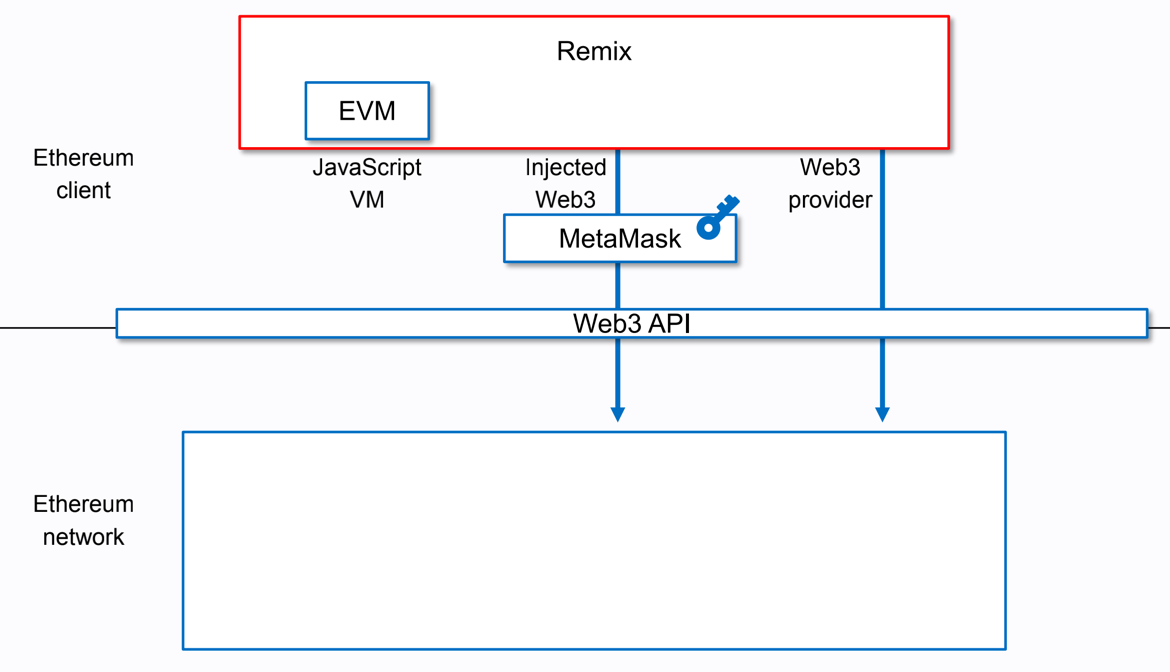 Remix
EVM
Ethereum
client
JavaScript
VM
Injected
Web3
Web3
provider
MetaMask
Web3 API
Ethereum
network